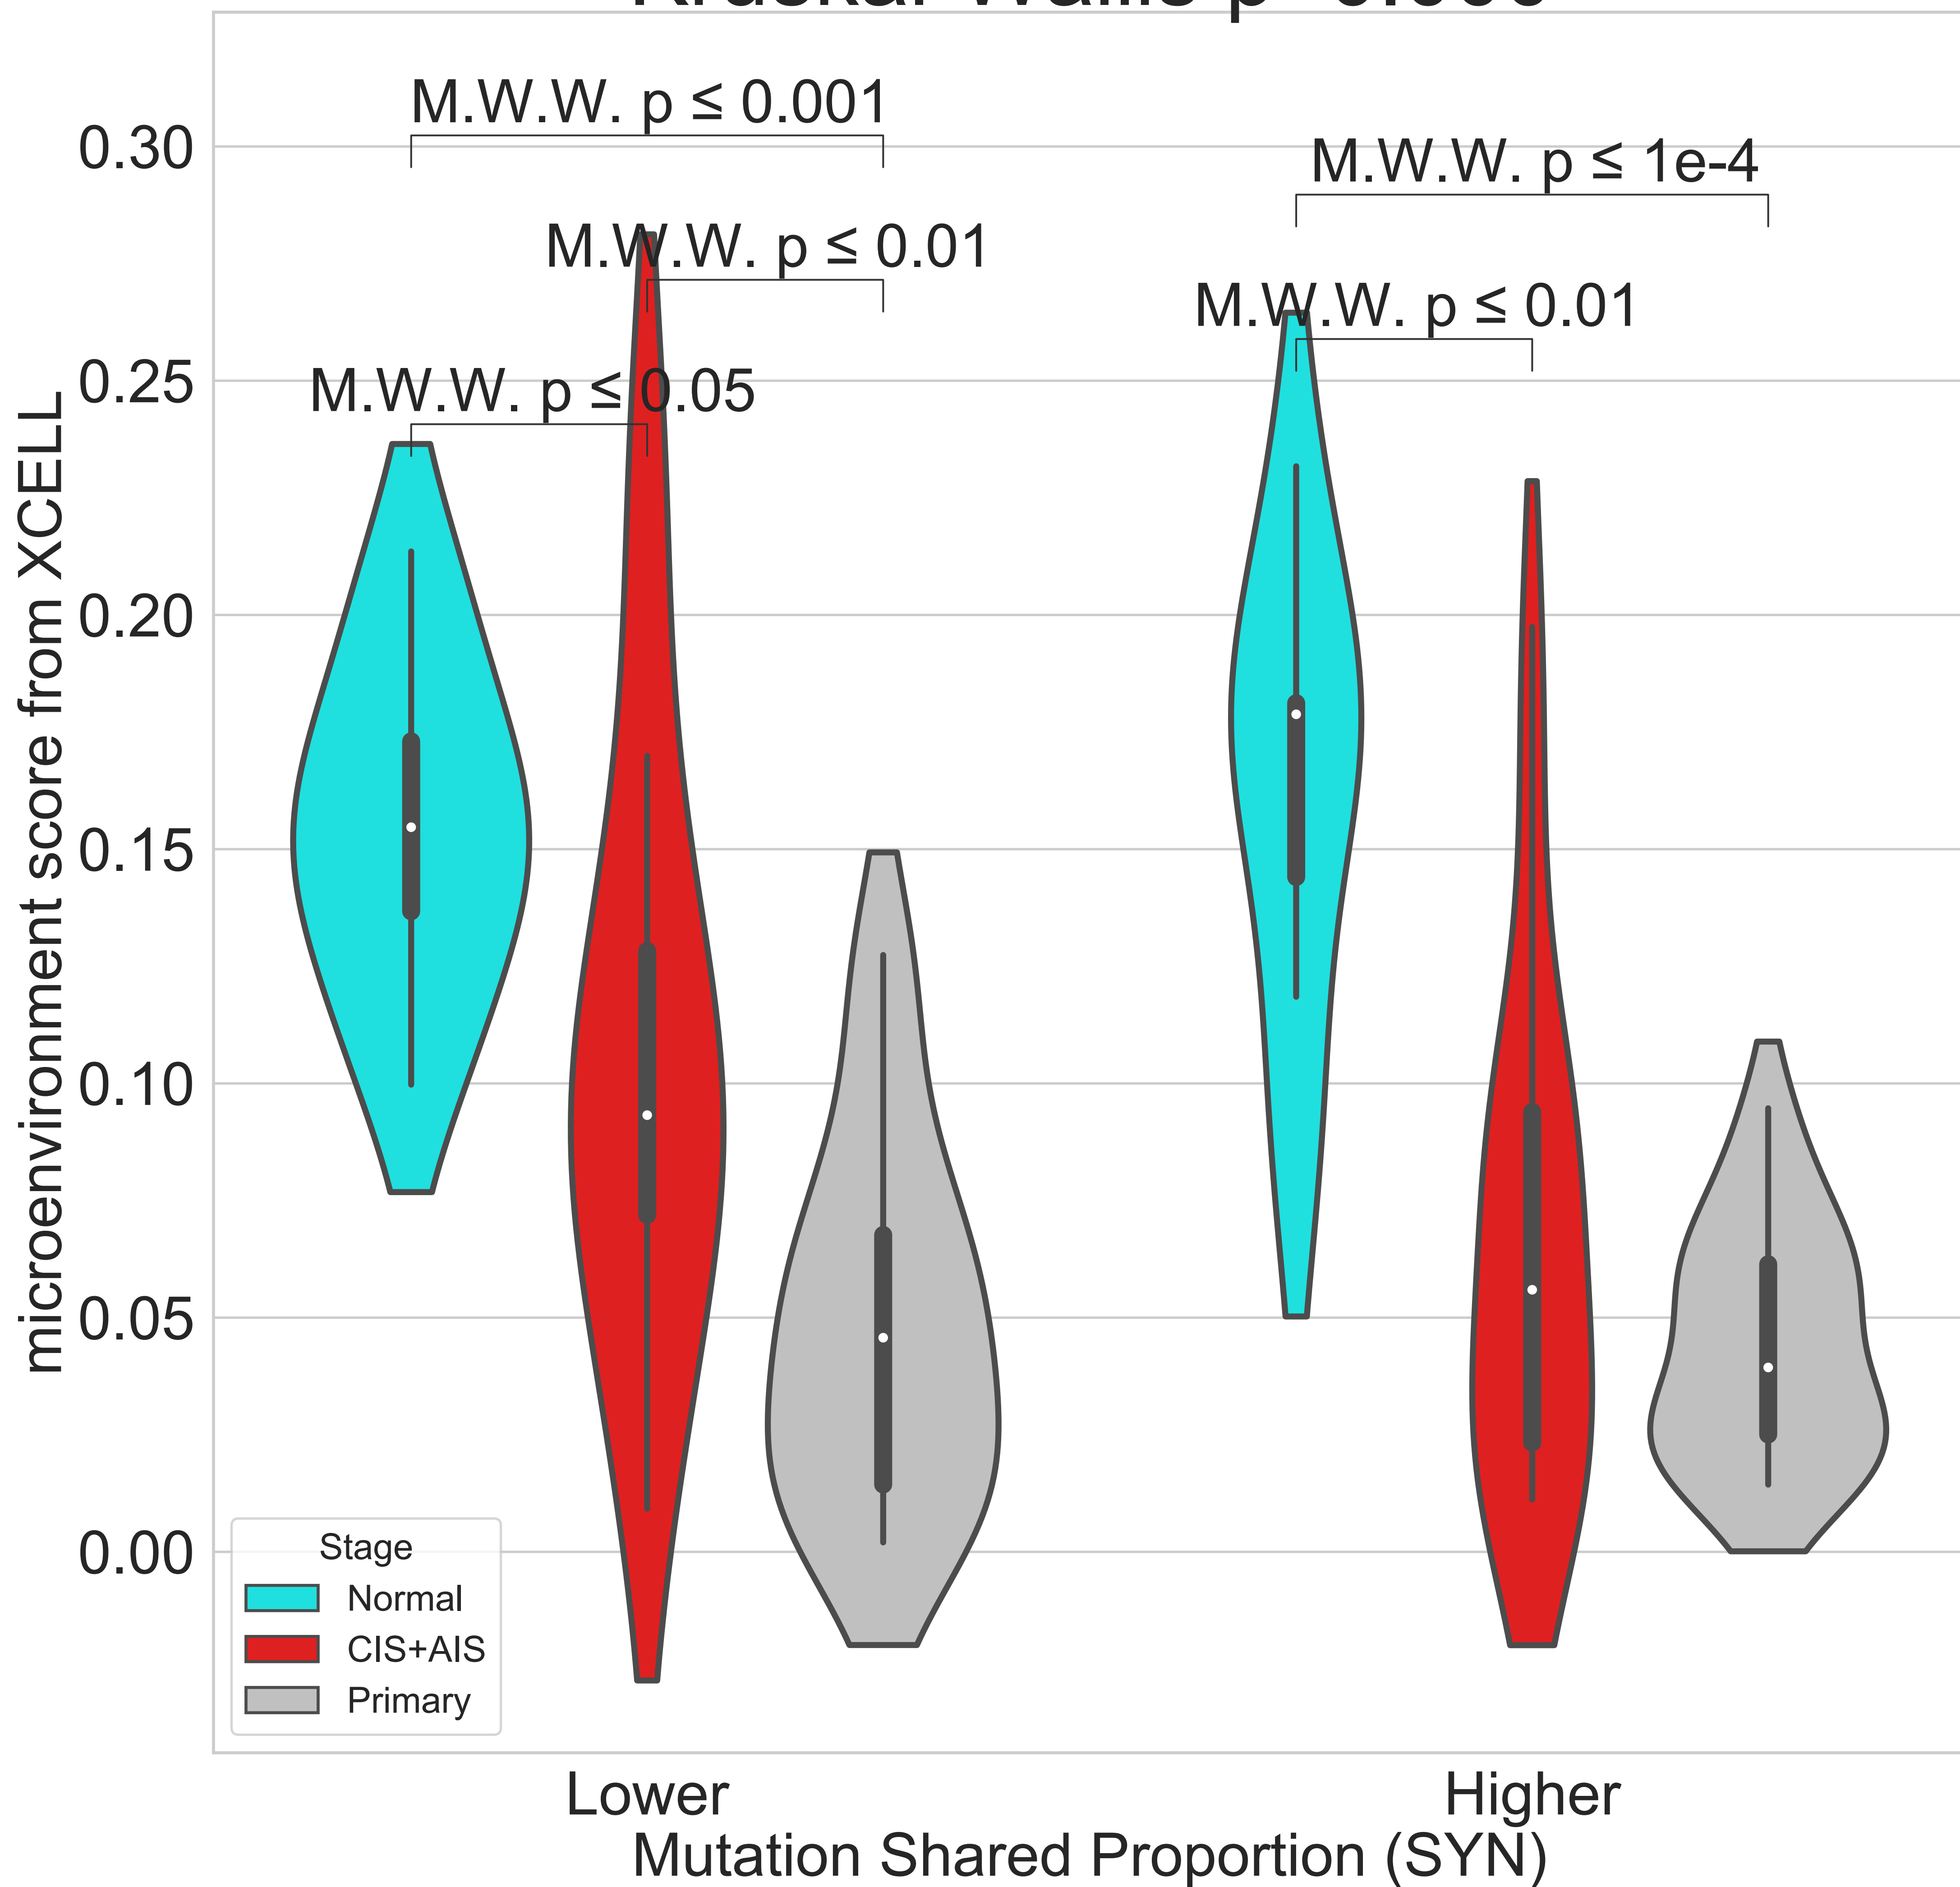 M.W.W. p ≤ 0.001
M.W.W. p ≤ 1e-4
M.W.W. p ≤ 0.01
M.W.W. p ≤ 0.01
M.W.W. p ≤ 0.05
microenvironment score from XCELL
0.30
0.25
0.20
0.15
0.10
0.05
0.00
Stage
Normal
CIS+AIS
Primary
Lower
Higher
Mutation Shared Proportion (SYN)